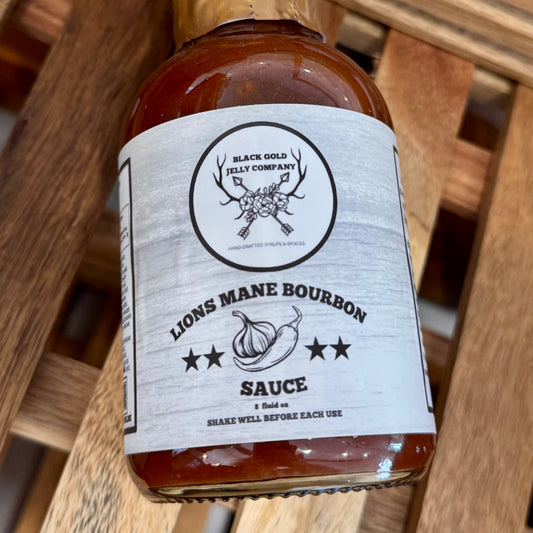 BLACK GOLD
JELLY COMPANY
HAND-CRAFTED SYRUPS & SAUCES
LIONS MANE BOURBON
SAUCE
8 fluid oz
SHAKE WELL BEFORE EACH USE